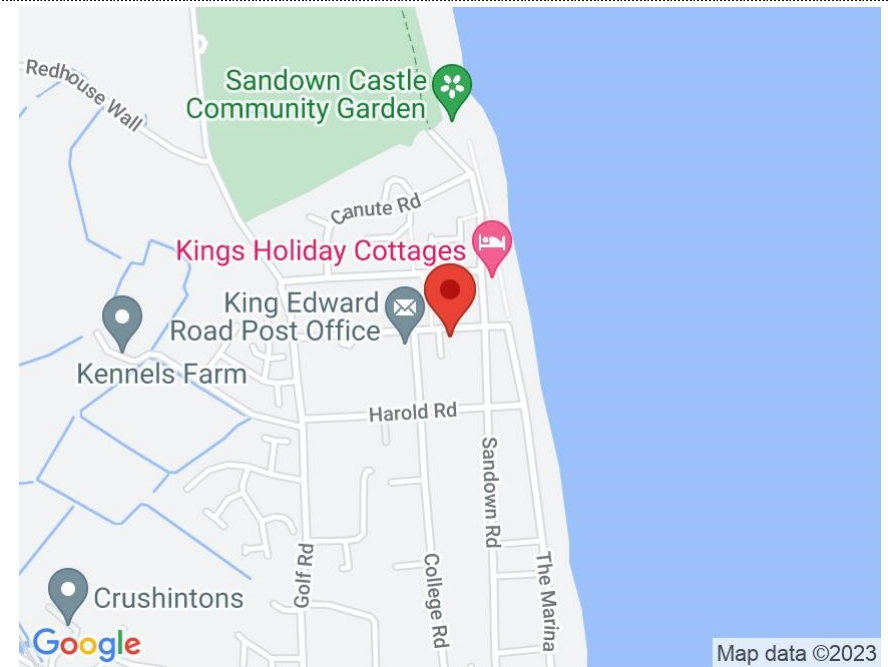 Redhouse Wall
Sandown Castle
Community Garden
Canute Rd
Kings Holiday Cottages
King Edward
Road Post Office
Kennels Farm
Harold Rd
Sandown Rd
Golf Rd
College Rd
The Marina
Crushintons
Google
Map data ©2023